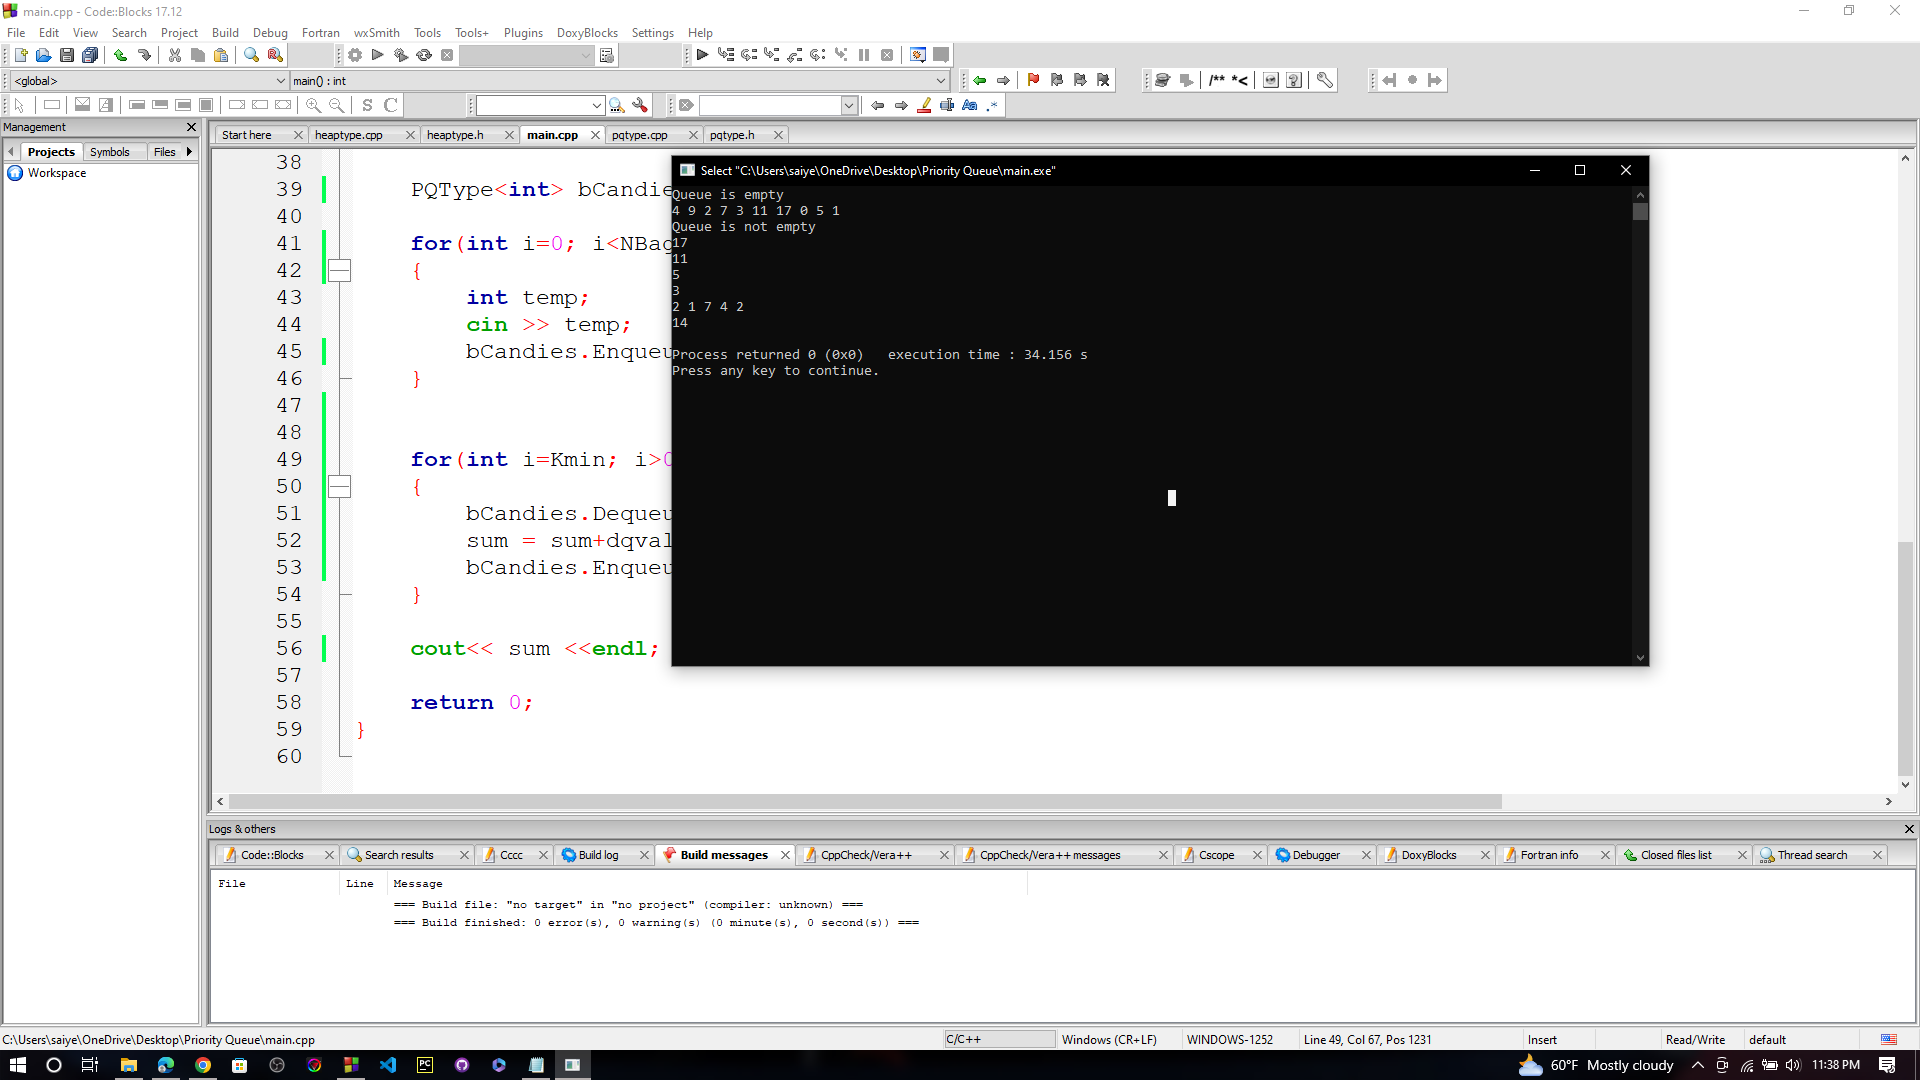 main.cpp - Code::Blocks 17.12
File Edit View Search Project Build Debug Fortran wxSmith Tools Tools+ Plugins DoxyBlocks Settings Help
<global> main() : int
/** *<
S C
Aa .*
Management
Projects Symbols Files
Workspace
Start here heaptype.cpp heaptype.h main.cpp pqtype.cpp pqtype.h
38
39 PQType<int> bCandie
40
41 for(int i=0; i<NBag
42 {
43 int temp;
44 cin >> temp;
45 bCandies.Enqueu
46 }
47
48
49 for(int i=Kmin; i>0
50 {
51 bCandies.Dequeu
52 sum = sum+dqval
53 bCandies.Enqueu
54 }
55
56 cout<< sum <<endl;
57
58 return 0;
59 }
60
Select "C:\Users\saiye\OneDrive\Desktop\Priority Queue\main.exe"
Queue is empty
4 9 2 7 3 11 17 0 5 1
Queue is not empty
17
11
5
3
2 1 7 4 2
14
Process returned 0 (0x0)   execution time : 34.156 s
Press any key to continue.
Logs & others
Code::Blocks Search results Cccc Build log Build messages CppCheck/Vera++ CppCheck/Vera++ messages Cscope Debugger DoxyBlocks Fortran info Closed files list Thread search
File Line Message
=== Build file: "no target" in "no project" (compiler: unknown) ===
=== Build finished: 0 error(s), 0 warning(s) (0 minute(s), 0 second(s)) ===
C:\Users\saiye\OneDrive\Desktop\Priority Queue\main.cpp C/C++ Windows (CR+LF) WINDOWS-1252 Line 49, Col 67, Pos 1231 Insert Read/Write default
PC 60°F Mostly cloudy 11:38 PM